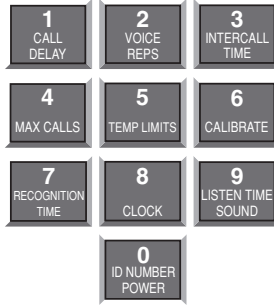 1 2 3
CALL VOICE INTERCALL
DELAY REPS TIME
4 5 6
MAX CALLS TEMP LIMITS CALIBRATE
7 8 9
RECOGNITION LISTEN TIME
TIME CLOCK SOUND
0
ID NUMBER
POWER